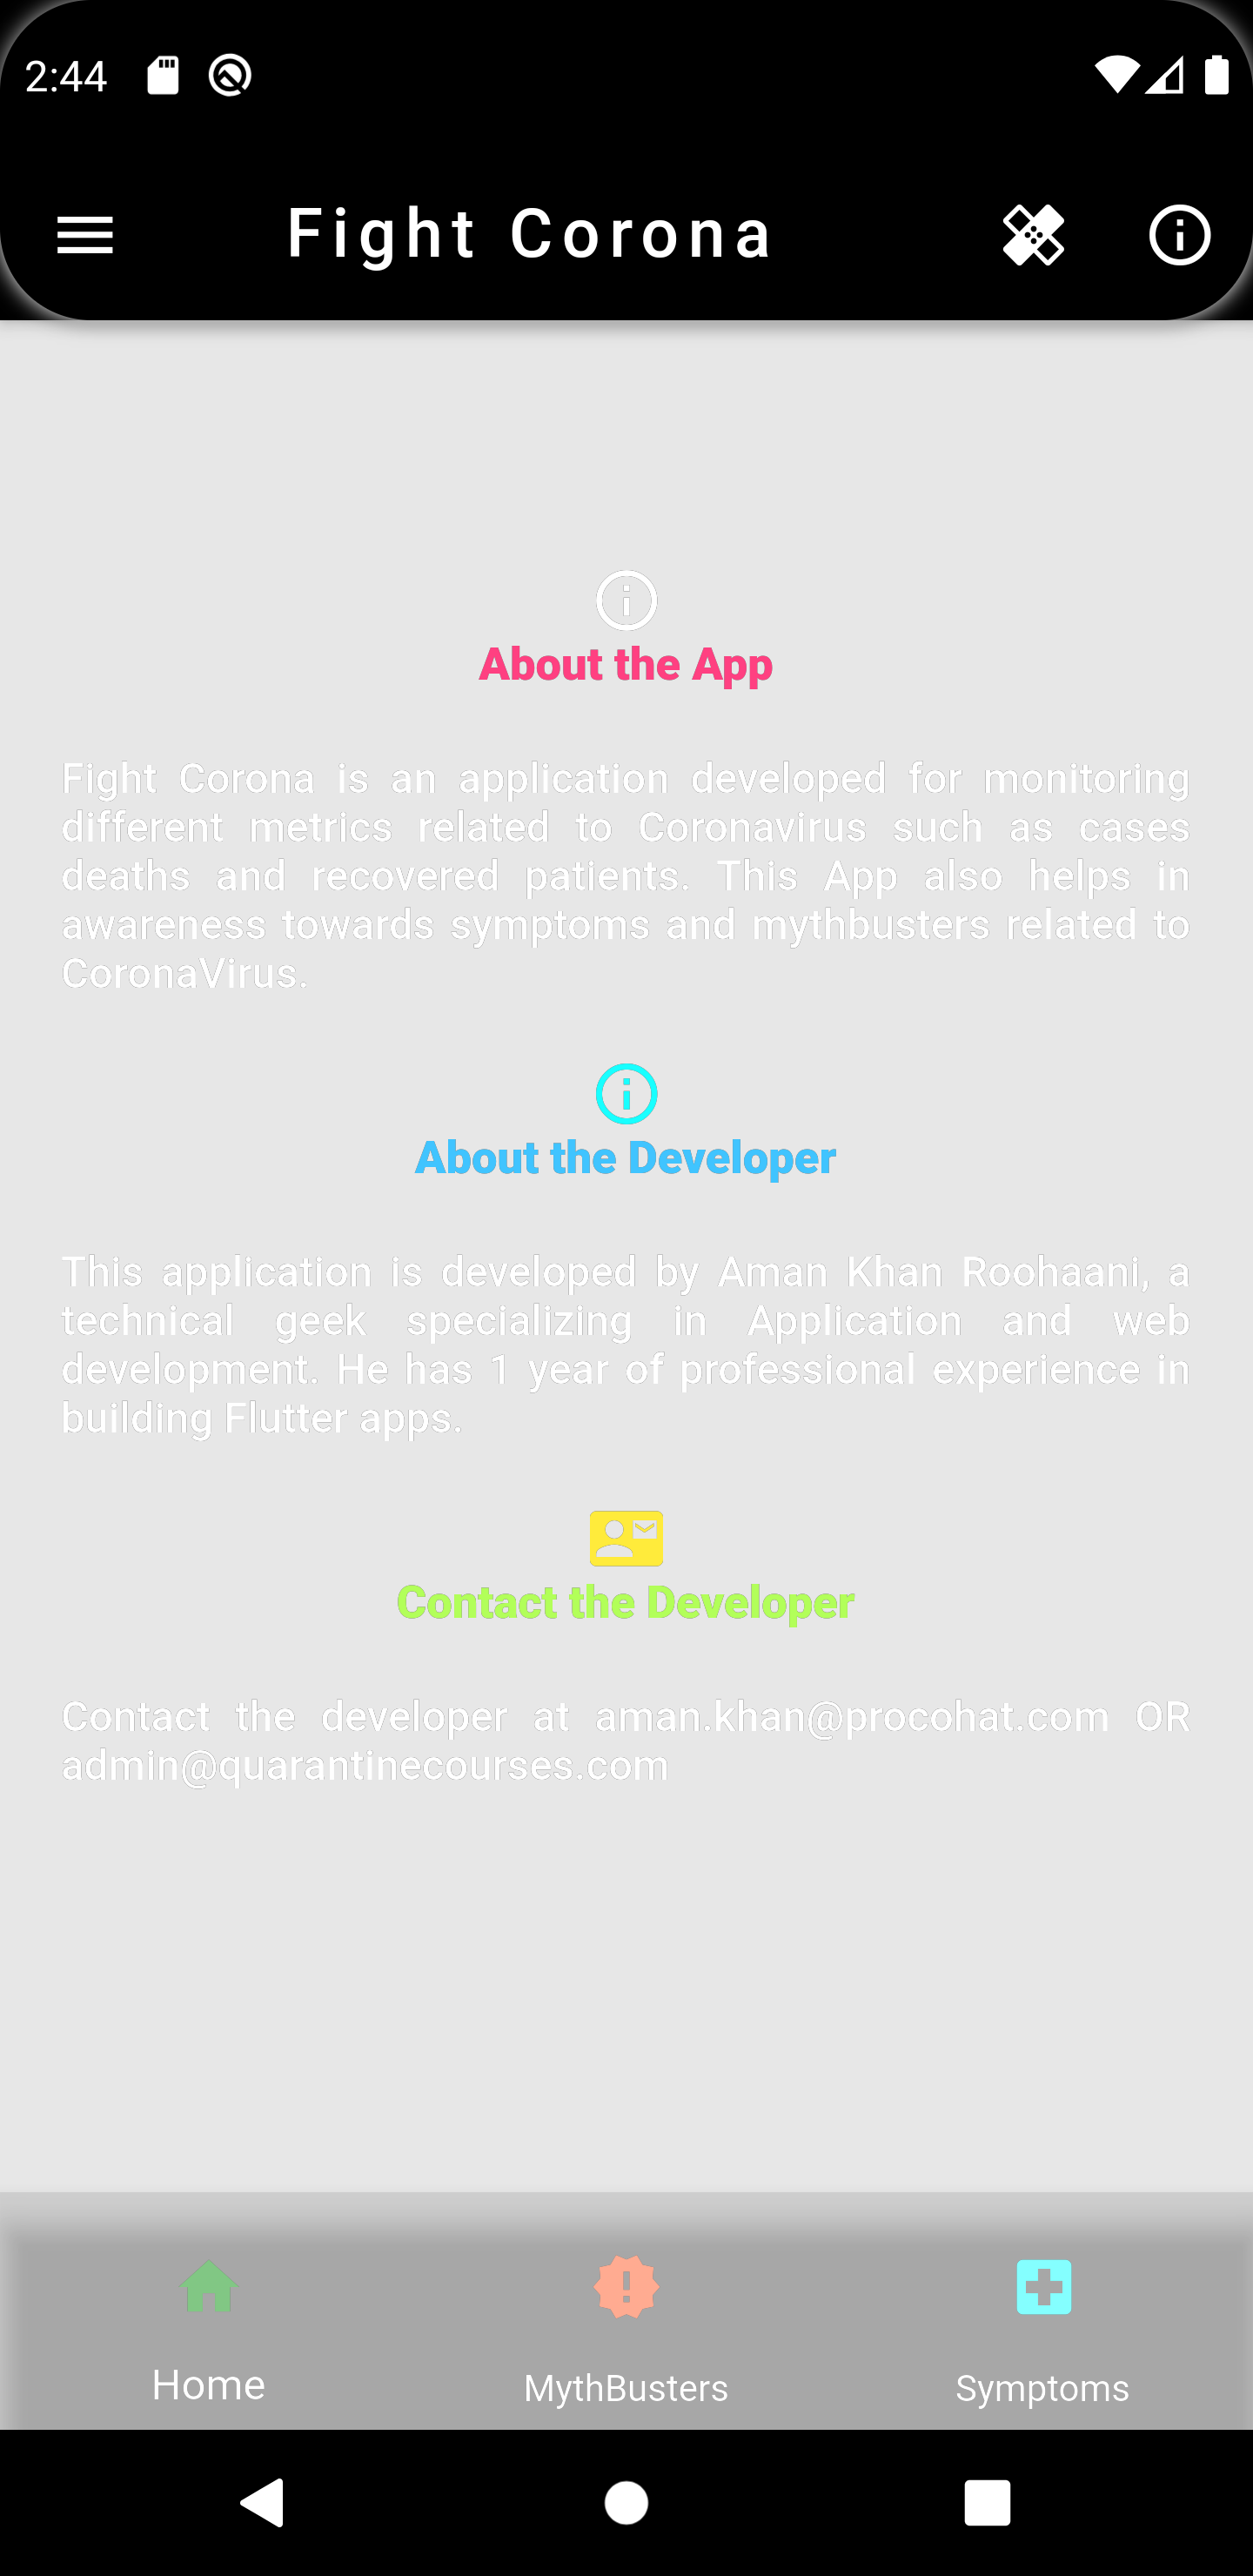 2:44
Fight Corona
About the App
Fight Corona is an application developed for monitoring
different metrics related to Coronavirus such as cases
deaths and recovered patients. This App also helps in
awareness towards symptoms and mythbusters related to
CoronaVirus.
About the Developer
This application is developed by Aman Khan Roohaani, a
technical geek specializing in Application and web
development. He has 1 year of professional experience in
building Flutter apps.
Contact the Developer
Contact the developer at aman.khan@procohat.com OR
admin@quarantinecourses.com
Home
MythBusters
Symptoms